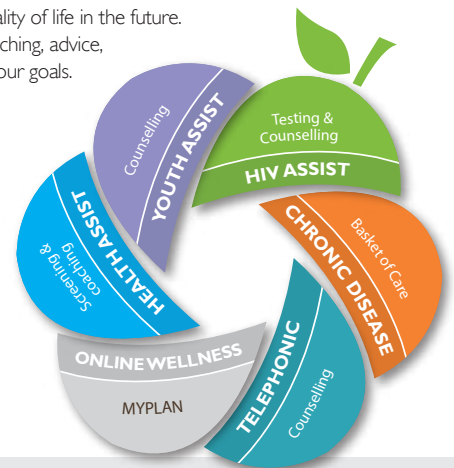 ality of life in the future.
ching, advice,
our goals.
Testing &
Counselling
HIV ASSIST
Basket of Care
CHRONIC DISEASE
Counselling
TELEPHONIC
ONLINE WELLNESS
MYPLAN
Screening &
coaching
HEALTH ASSIST
Counselling
YOUTH ASSIST